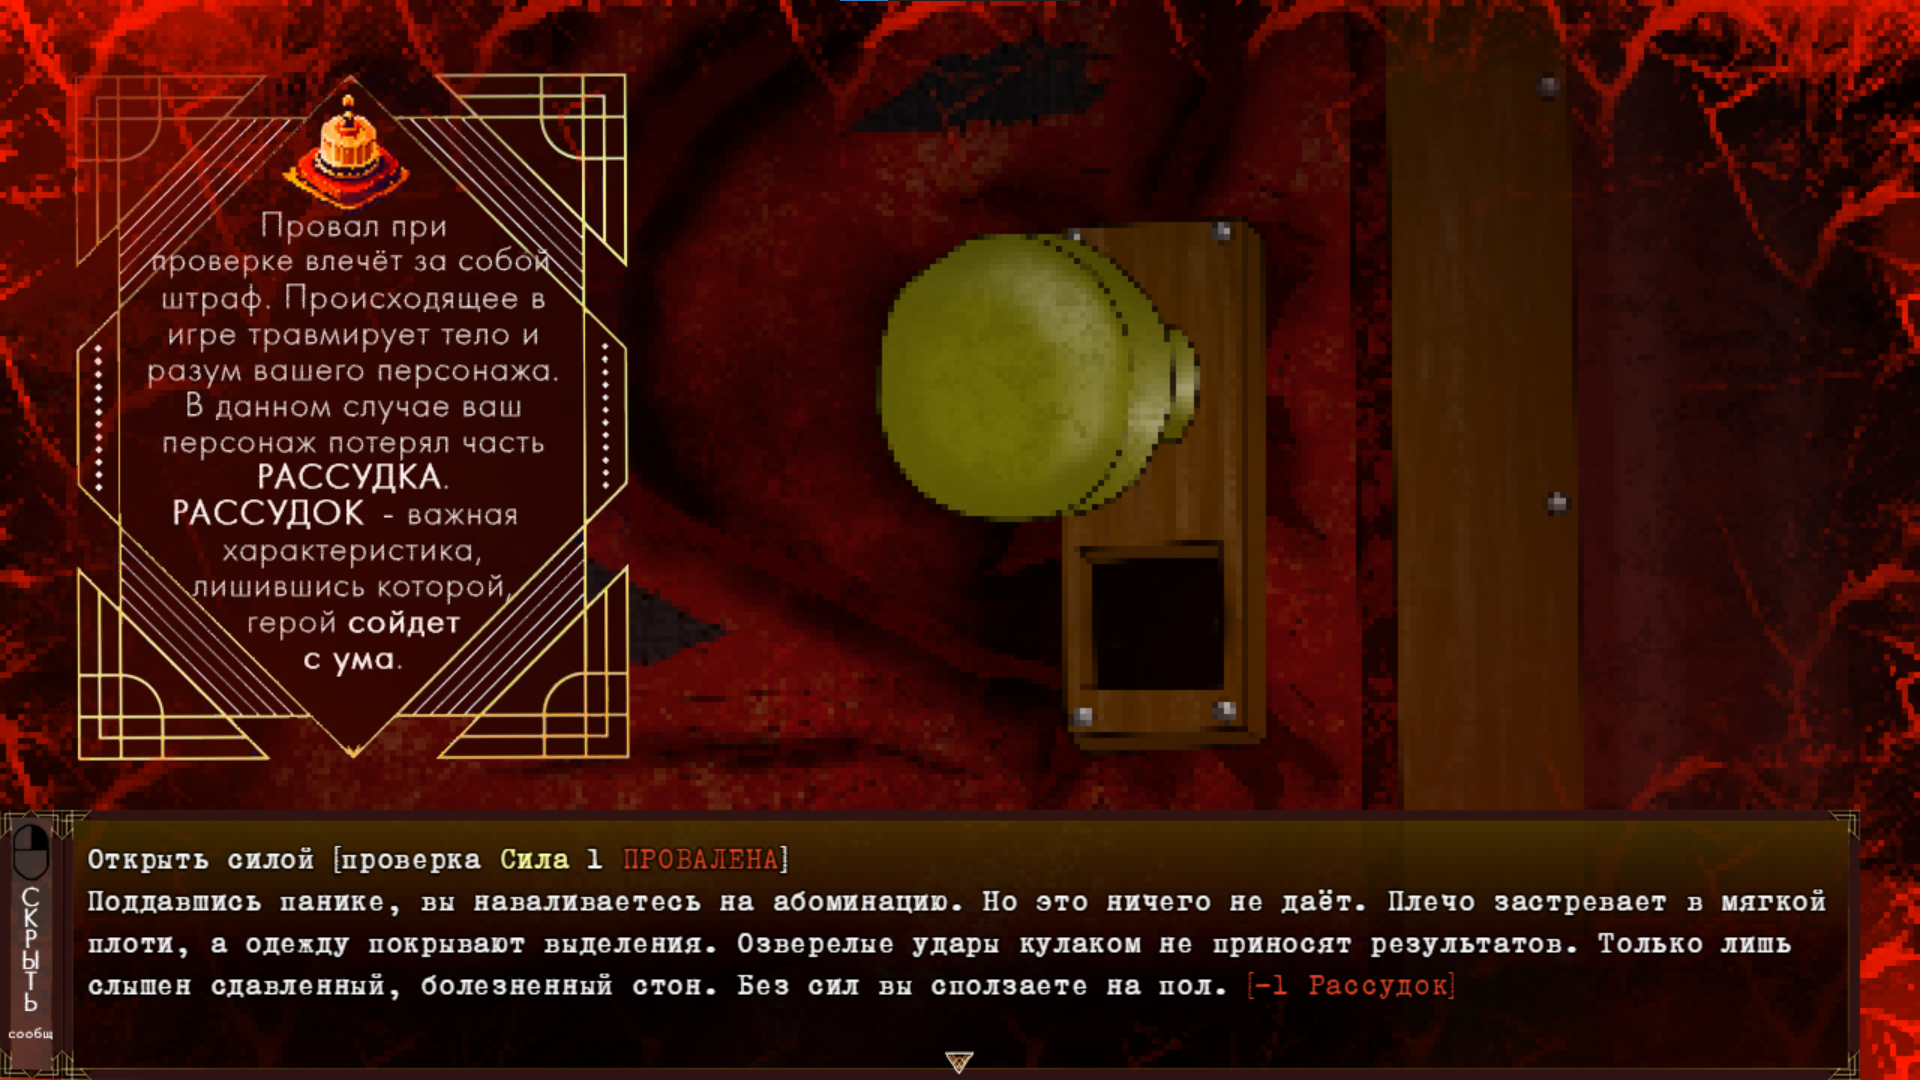 Провал при
проверке влечёт за собой
штраф. Происходящее в
игре травмирует тело и
разум вашего персонажа.
В данном случае ваш
персонаж потерял часть
РАССУДКА.
РАССУДОК - важная
характеристика,
лишившись которой,
герой сойдет
с ума.
СКРЫТЬ
сообщ
Открыть силой [проверка Сила 1 ПРОВАЛЕНА]
Поддавшись панике, вы наваливаетесь на абоминацию. Но это ничего не даёт. Плечо застревает в мягкой
плоти, а одежду покрывают выделения. Озверелые удары кулаком не приносят результатов. Только лишь
слышен сдавленный, болезненный стон. Без сил вы сползаете на пол. [-1 Рассудок]